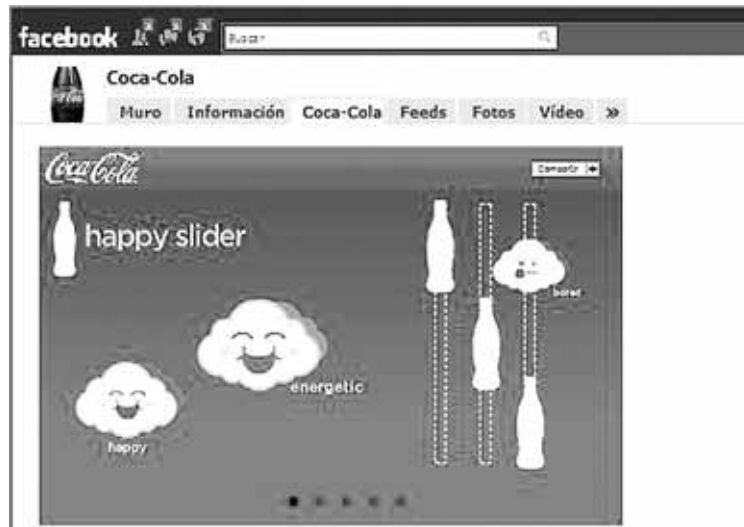 facebook
Buscar
Coca-Cola
Muro Información Coca-Cola Feeds Fotos Vídeo »
Coca-Cola
Compartir
happy slider
bored
energetic
happy